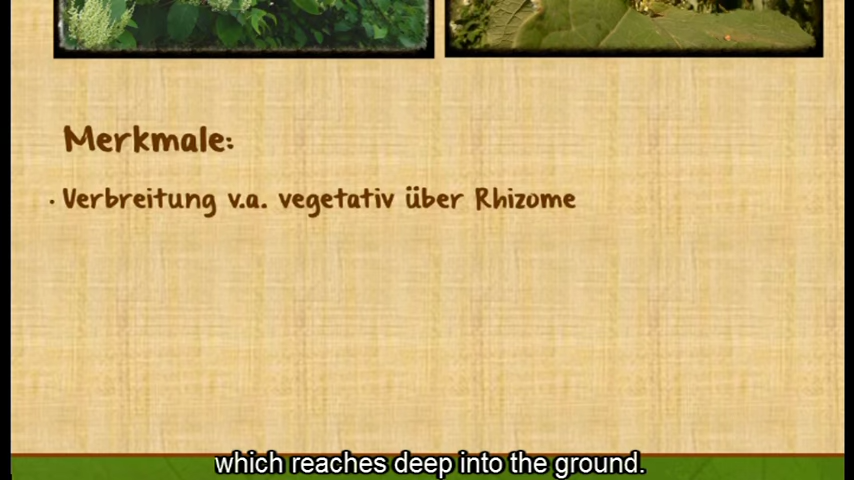 Merkmale:
· Verbreitung v.a. vegetativ über Rhizome
which reaches deep into the ground.